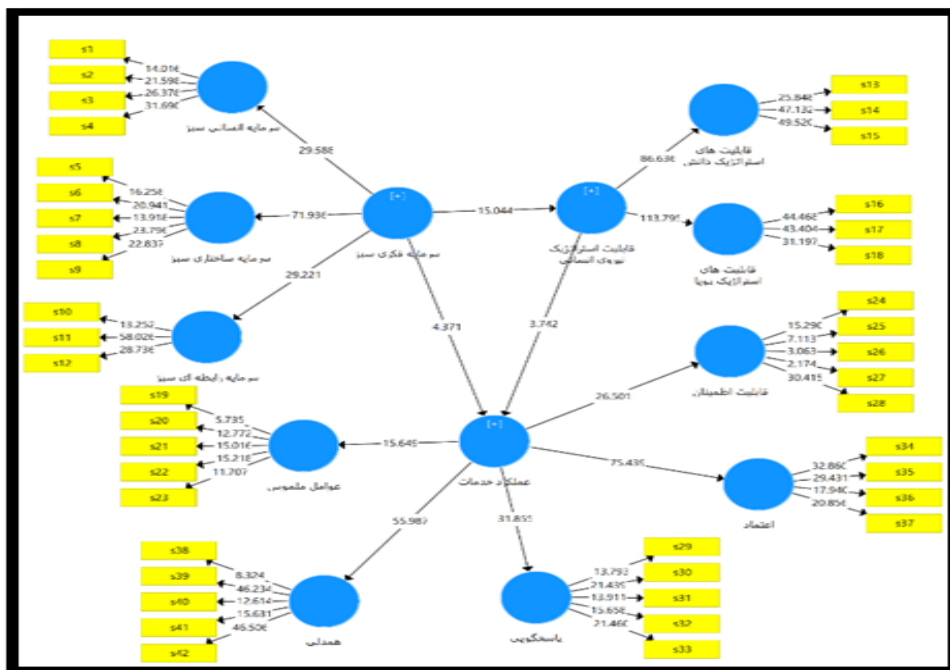 s1
s2
s3
s4
14.016
21.598
26.378
31.690
سرمایه انسانی سبز
29.588
s5
s6
s7
s8
s9
16.258
20.941
13.918
23.796
22.837
سرمایه ساختاری سبز
71.936
[+]
سرمایه فکری سبز
29.221
s10
s11
s12
13.252
58.026
28.736
سرمایه رابطه ای سبز
15.044
[+]
قابلیت استراتژیک
نیروی انسانی
86.636
s13
s14
s15
25.848
47.132
49.520
قابلیت های
استراتژیک دانش
113.795
s16
s17
s18
44.468
43.404
31.197
قابلیت های
استراتژیک پویا
4.371
3.742
s24
s25
s26
s27
s28
15.290
7.113
3.063
2.174
30.415
قابلیت اطمینان
26.501
[+]
عملکرد خدمات
s19
s20
s21
s22
s23
5.735
12.772
15.016
15.218
11.707
عوامل ملموس
15.649
75.439
s34
s35
s36
s37
32.860
29.431
17.940
20.856
اعتماد
55.987
31.855
s38
s39
s40
s41
s42
8.324
46.234
12.614
15.631
46.506
همدلی
s29
s30
s31
s32
s33
13.793
21.439
13.911
15.658
21.460
پاسخگویی